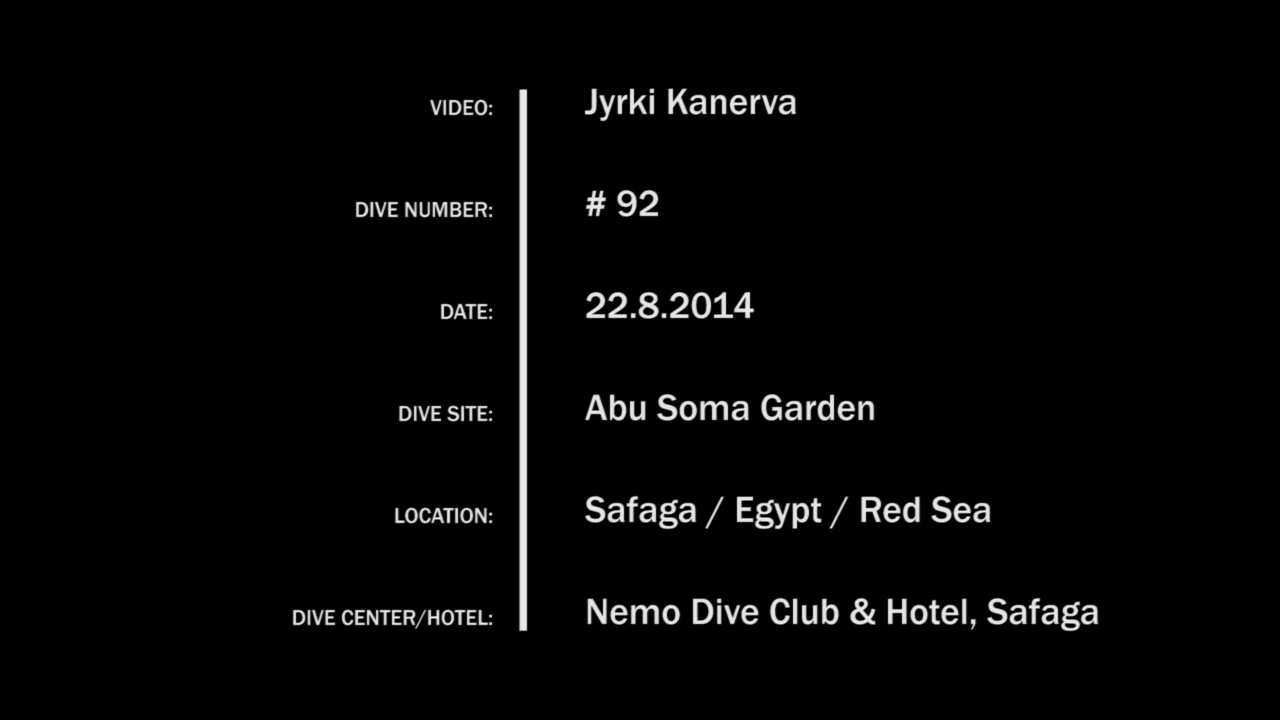 VIDEO: Jyrki Kanerva
DIVE NUMBER: # 92
DATE: 22.8.2014
DIVE SITE: Abu Soma Garden
LOCATION: Safaga / Egypt / Red Sea
DIVE CENTER/HOTEL: Nemo Dive Club & Hotel, Safaga